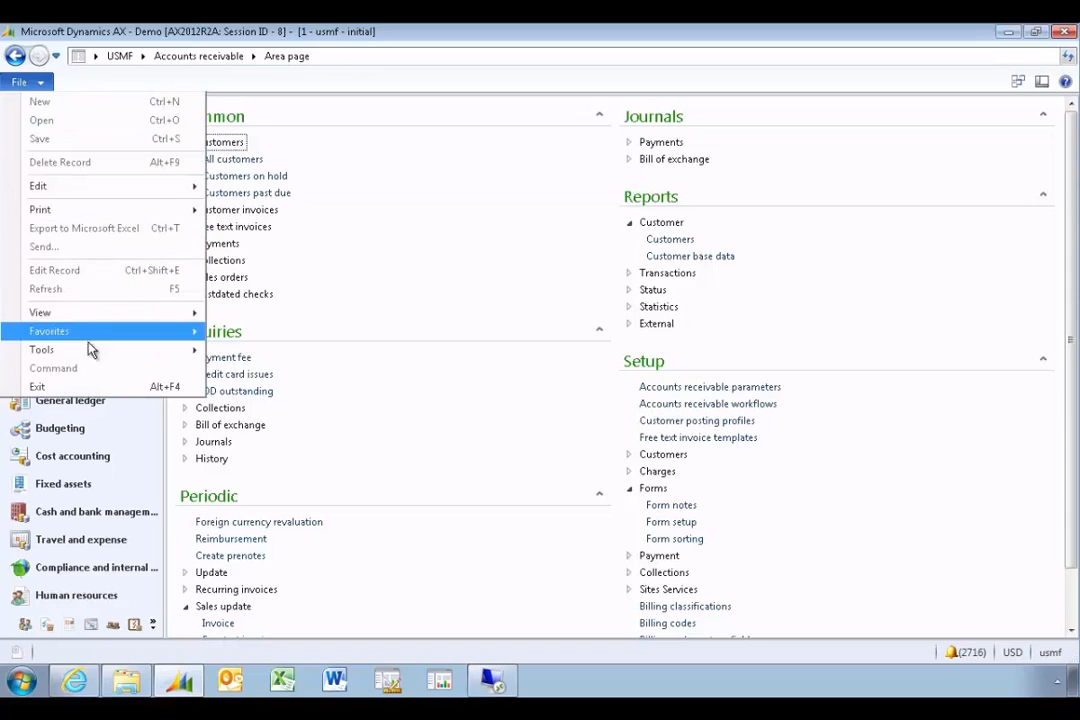 Microsoft Dynamics AX - Demo [AX2012R2A: Session ID - 8] - [1 - usmf - initial]
USMF Accounts receivable Area page
File
New Ctrl+N
Open Ctrl+O
Save Ctrl+S
Delete Record Alt+F9
Edit
Print
Export to Microsoft Excel Ctrl+T
Send...
Edit Record Ctrl+Shift+E
Refresh F5
View
Favorites
Tools
Command
Exit Alt+F4
General ledger
Budgeting
Cost accounting
Fixed assets
Cash and bank managem...
Travel and expense
Compliance and internal ...
Human resources
mmon
ustomers
All customers
Customers on hold
Customers past due
ustomer invoices
ee text invoices
yments
llections
les orders
stdated checks
uiries
yment fee
edit card issues
OD outstanding
Collections
Bill of exchange
Journals
History
Periodic
Foreign currency revaluation
Reimbursement
Create prenotes
Update
Recurring invoices
Sales update
Invoice
Journals
Payments
Bill of exchange
Reports
Customer
Customers
Customer base data
Transactions
Status
Statistics
External
Setup
Accounts receivable parameters
Accounts receivable workflows
Customer posting profiles
Free text invoice templates
Customers
Charges
Forms
Form notes
Form setup
Form sorting
Payment
Collections
Sites Services
Billing classifications
Billing codes
(2716) USD usmf